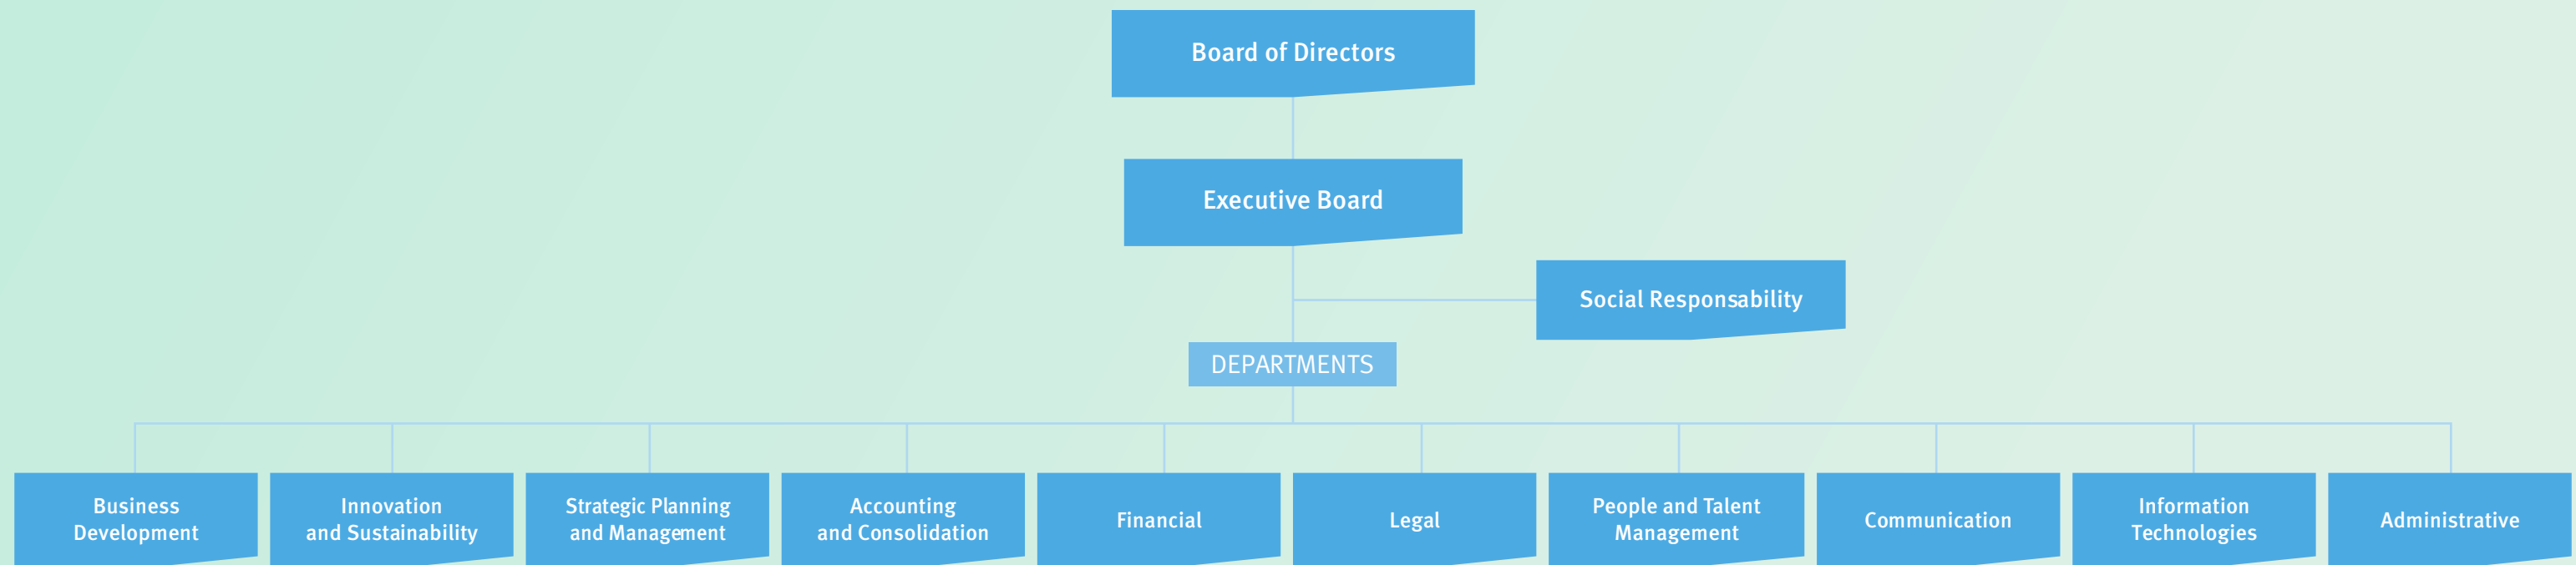 Board of Directors
Executive Board
Social Responsability
DEPARTMENTS
Business
Development
Innovation
and Sustainability
Strategic Planning
and Management
Accounting
and Consolidation
Financial
Legal
People and Talent
Management
Communication
Information
Technologies
Administrative